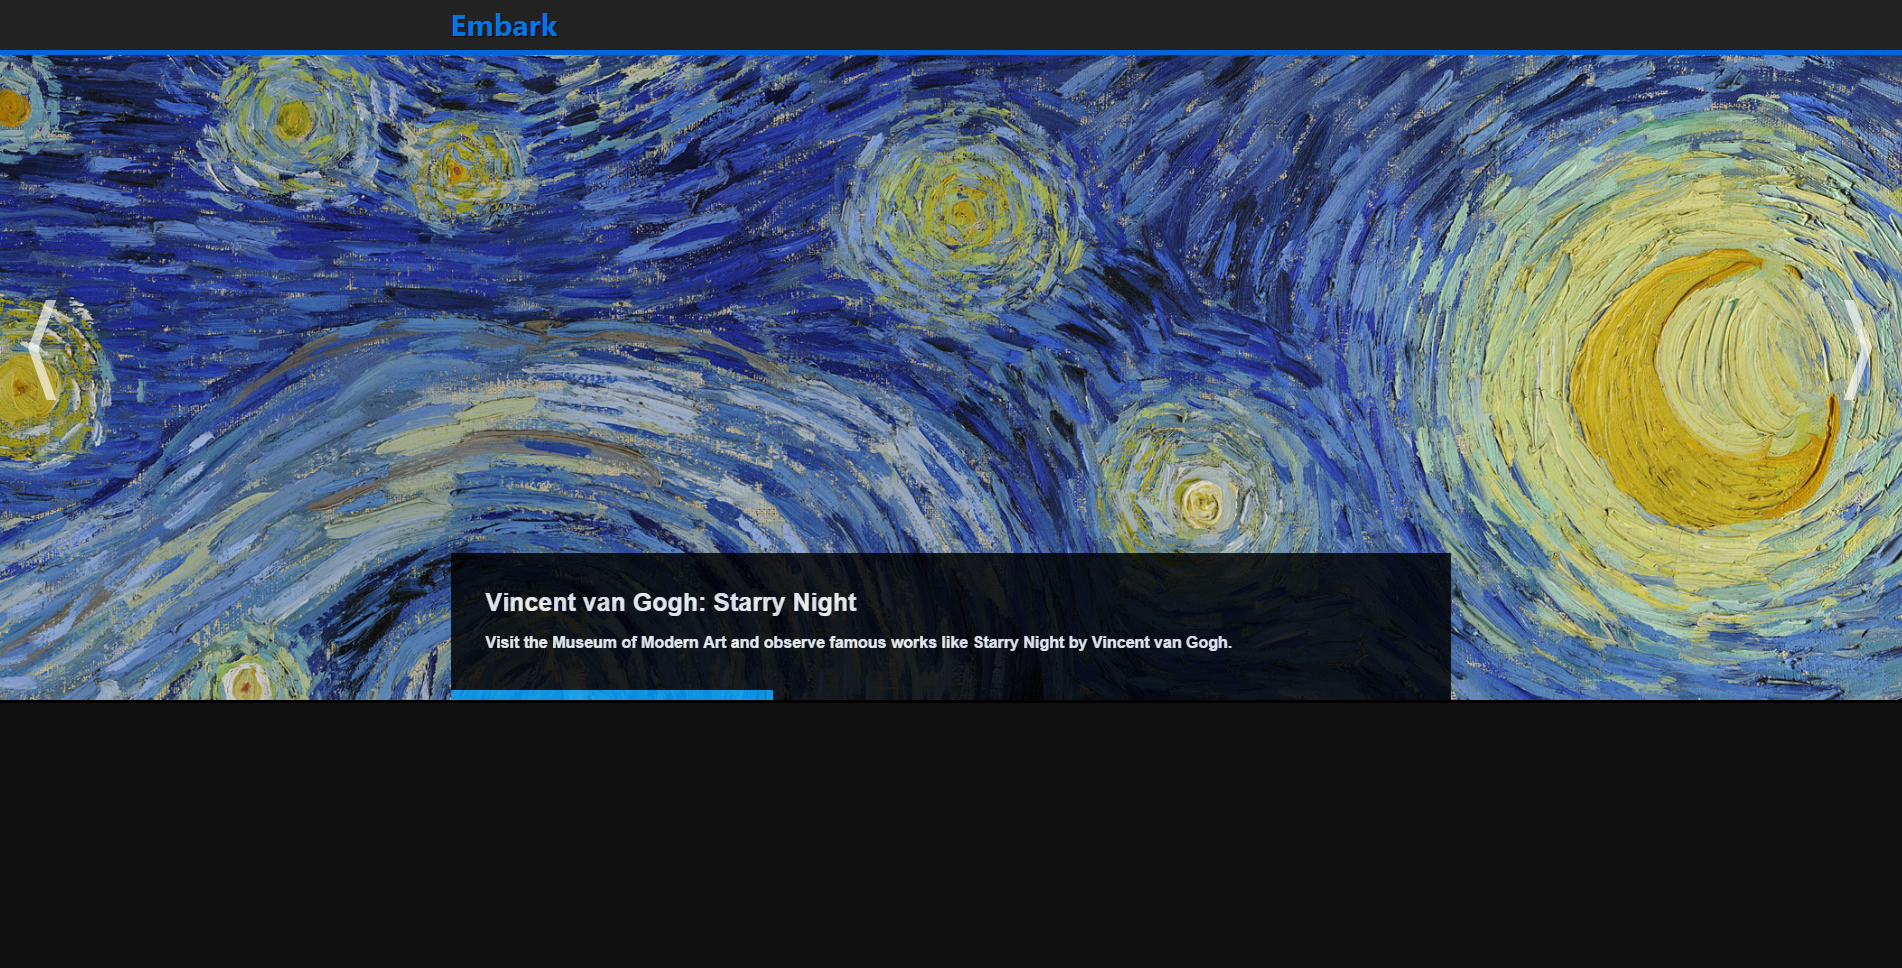 Embark
Vincent van Gogh: Starry Night
Visit the Museum of Modern Art and observe famous works like Starry Night by Vincent van Gogh.